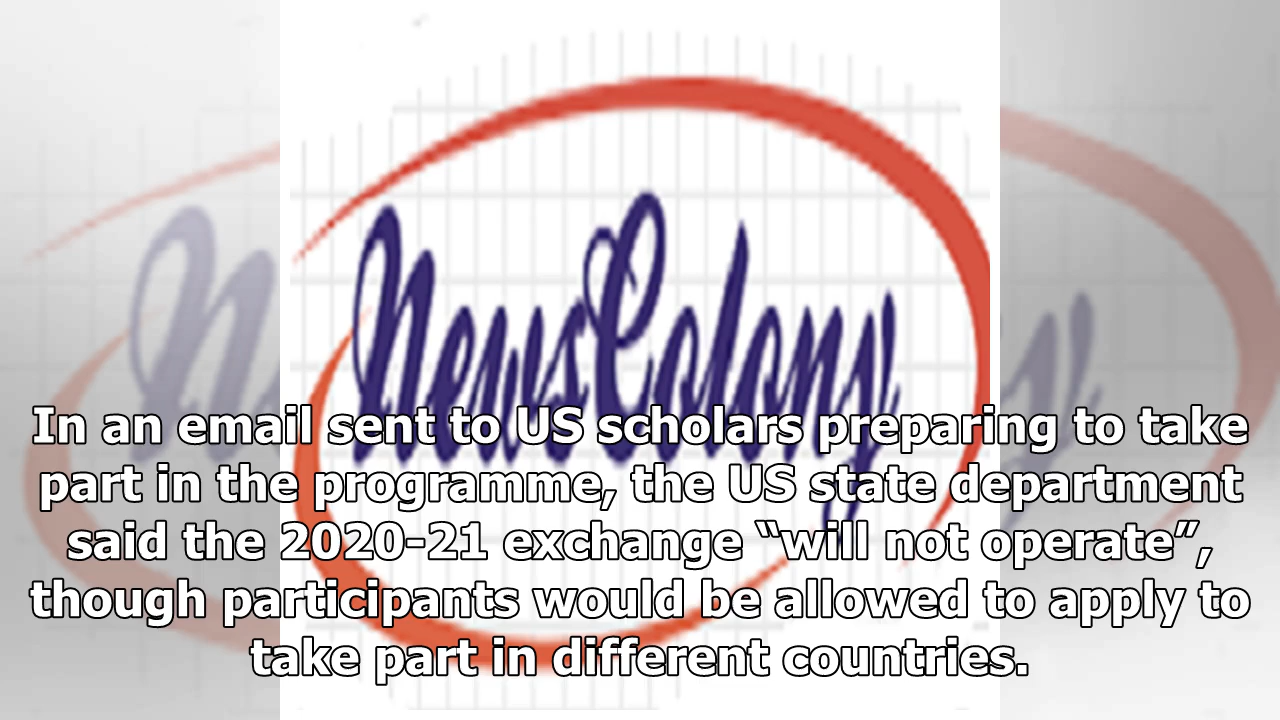 NewsColony
In an email sent to US scholars preparing to take
part in the programme, the US state department
said the 2020-21 exchange “will not operate”,
though participants would be allowed to apply to
take part in different countries.